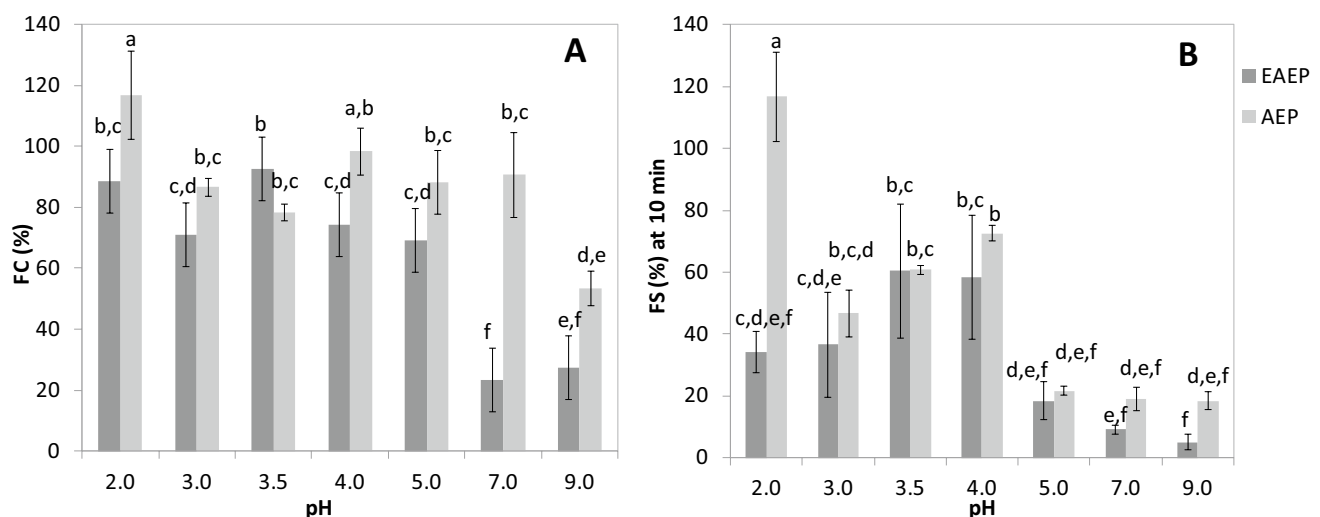 A
FC (%)
140
120
100
80
60
40
20
0
b,c
a
c,d
b,c
b
b,c
c,d
a,b
c,d
b,c
f
b,c
e,f
d,e
2.0 3.0 3.5 4.0 5.0 7.0 9.0
pH
B
FS (%) at 10 min
140
120
100
80
60
40
20
0
c,d,e,f
a
c,d,e
b,c,d
b,c
b,c
b,c
b
d,e,f
d,e,f
e,f
d,e,f
f
d,e,f
2.0 3.0 3.5 4.0 5.0 7.0 9.0
pH
EAEP
AEP